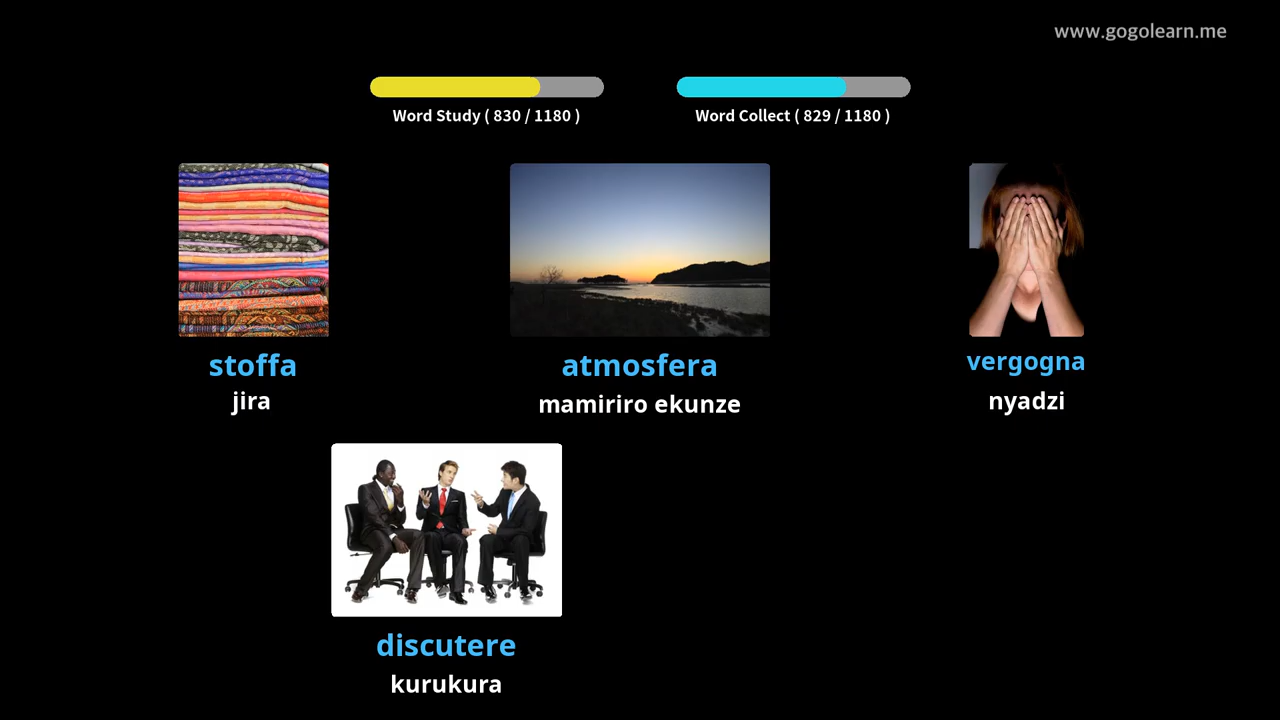 www.gogolearn.me
Word Study ( 830 / 1180 )
Word Collect ( 829 / 1180 )
stoffa
jira
atmosfera
mamiriro ekunze
vergogna
nyadzi
discutere
kurukura